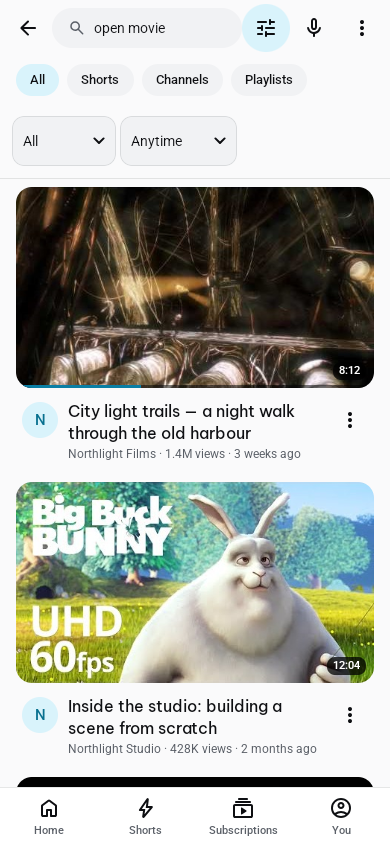 open movie
All
Shorts
Channels
Playlists
All
Anytime
8:12
N
City light trails — a night walk
through the old harbour
Northlight Films · 1.4M views · 3 weeks ago
Big Buck
BUNNY
UHD
60fps
12:04
N
Inside the studio: building a
scene from scratch
Northlight Studio · 428K views · 2 months ago
Home
Shorts
Subscriptions
You